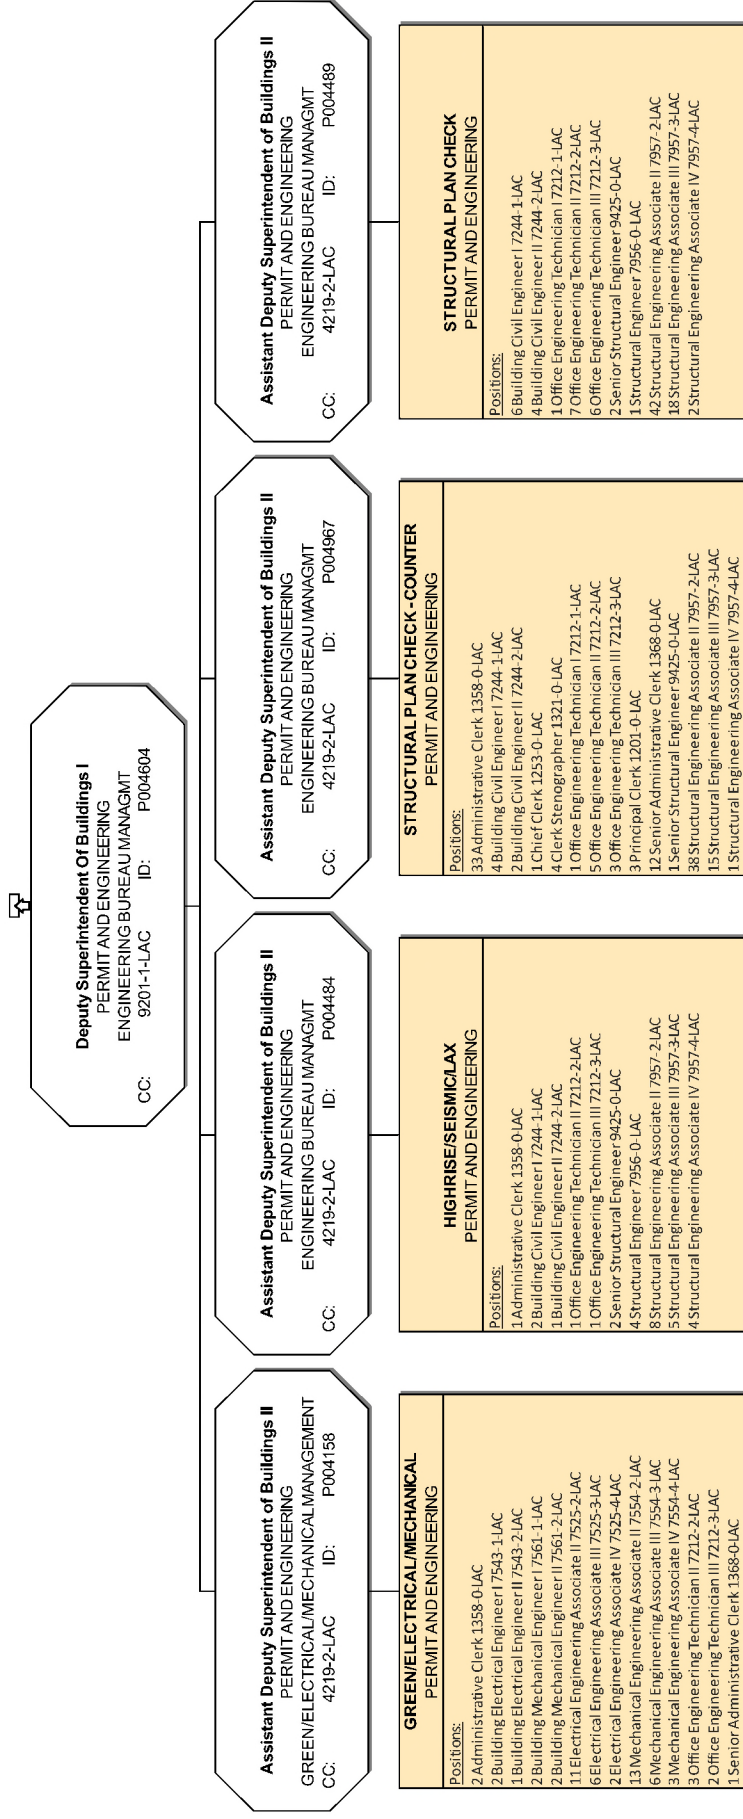 Deputy Superintendent Of Buildings I
PERMIT AND ENGINEERING
ENGINEERING BUREAU MANAGMT
CC: 9201-1-LAC ID: P004604
Assistant Deputy Superintendent of Buildings II
PERMIT AND ENGINEERING
GREEN/ELECTRICAL/MECHANICAL MANAGEMENT
CC: 4219-2-LAC ID: P004158
Assistant Deputy Superintendent of Buildings II
PERMIT AND ENGINEERING
ENGINEERING BUREAU MANAGMT
CC: 4219-2-LAC ID: P004484
Assistant Deputy Superintendent of Buildings II
PERMIT AND ENGINEERING
ENGINEERING BUREAU MANAGMT
CC: 4219-2-LAC ID: P004967
Assistant Deputy Superintendent of Buildings II
PERMIT AND ENGINEERING
ENGINEERING BUREAU MANAGMT
CC: 4219-2-LAC ID: P004489
GREEN/ELECTRICAL/MECHANICAL
PERMIT AND ENGINEERING
Positions:
2 Administrative Clerk 1358-0-LAC
2 Building Electrical Engineer I 7543-1-LAC
1 Building Electrical Engineer II 7543-2-LAC
2 Building Mechanical Engineer I 7561-1-LAC
2 Building Mechanical Engineer II 7561-2-LAC
11 Electrical Engineering Associate II 7525-2-LAC
6 Electrical Engineering Associate III 7525-3-LAC
2 Electrical Engineering Associate IV 7525-4-LAC
13 Mechanical Engineering Associate II 7554-2-LAC
6 Mechanical Engineering Associate III 7554-3-LAC
3 Mechanical Engineering Associate IV 7554-4-LAC
3 Office Engineering Technician II 7212-2-LAC
2 Office Engineering Technician III 7212-3-LAC
1 Senior Administrative Clerk 1368-0-LAC
HIGHRISE/SEISMIC/LAX
PERMIT AND ENGINEERING
Positions:
1 Administrative Clerk 1358-0-LAC
2 Building Civil Engineer I 7244-1-LAC
1 Building Civil Engineer II 7244-2-LAC
1 Office Engineering Technician II 7212-2-LAC
1 Office Engineering Technician III 7212-3-LAC
2 Senior Structural Engineer 9425-0-LAC
4 Structural Engineer 7956-0-LAC
8 Structural Engineering Associate II 7957-2-LAC
5 Structural Engineering Associate III 7957-3-LAC
4 Structural Engineering Associate IV 7957-4-LAC
STRUCTURAL PLAN CHECK - COUNTER
PERMIT AND ENGINEERING
Positions:
33 Administrative Clerk 1358-0-LAC
4 Building Civil Engineer I 7244-1-LAC
2 Building Civil Engineer II 7244-2-LAC
1 Chief Clerk 1253-0-LAC
4 Clerk Stenographer 1321-0-LAC
1 Office Engineering Technician I 7212-1-LAC
5 Office Engineering Technician II 7212-2-LAC
3 Office Engineering Technician III 7212-3-LAC
3 Principal Clerk 1201-0-LAC
12 Senior Administrative Clerk 1368-0-LAC
1 Senior Structural Engineer 9425-0-LAC
38 Structural Engineering Associate II 7957-2-LAC
15 Structural Engineering Associate III 7957-3-LAC
1 Structural Engineering Associate IV 7957-4-LAC
STRUCTURAL PLAN CHECK
PERMIT AND ENGINEERING
Positions:
6 Building Civil Engineer I 7244-1-LAC
4 Building Civil Engineer II 7244-2-LAC
1 Office Engineering Technician I 7212-1-LAC
7 Office Engineering Technician II 7212-2-LAC
6 Office Engineering Technician III 7212-3-LAC
2 Senior Structural Engineer 9425-0-LAC
1 Structural Engineer 7956-0-LAC
42 Structural Engineering Associate II 7957-2-LAC
18 Structural Engineering Associate III 7957-3-LAC
2 Structural Engineering Associate IV 7957-4-LAC